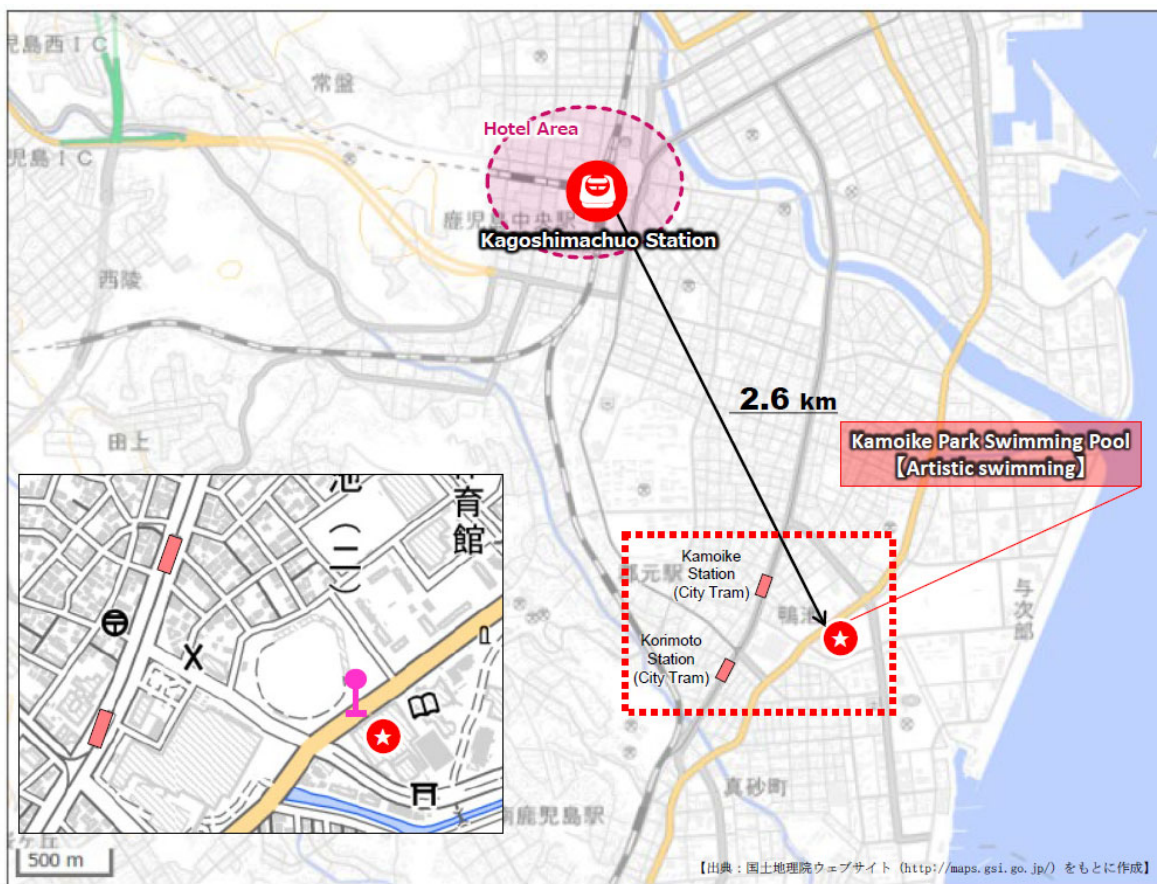 児島西ＩＣ
常盤
Hotel Area
児島ＩＣ
鹿児島中央駅
Kagoshimachuo Station
西陵
2.6 km
田上
Kamoike Park Swimming Pool
【Artistic swimming】
池（二）
育館
Kamoike
Station
(City Tram)
郡元駅
鴨池
与次郎
Korimoto
Station
(City Tram)
真砂町
南鹿児島駅
ケ丘
500 m
【出典：国土地理院ウェブサイト（http://maps.gsi.go.jp/）をもとに作成】